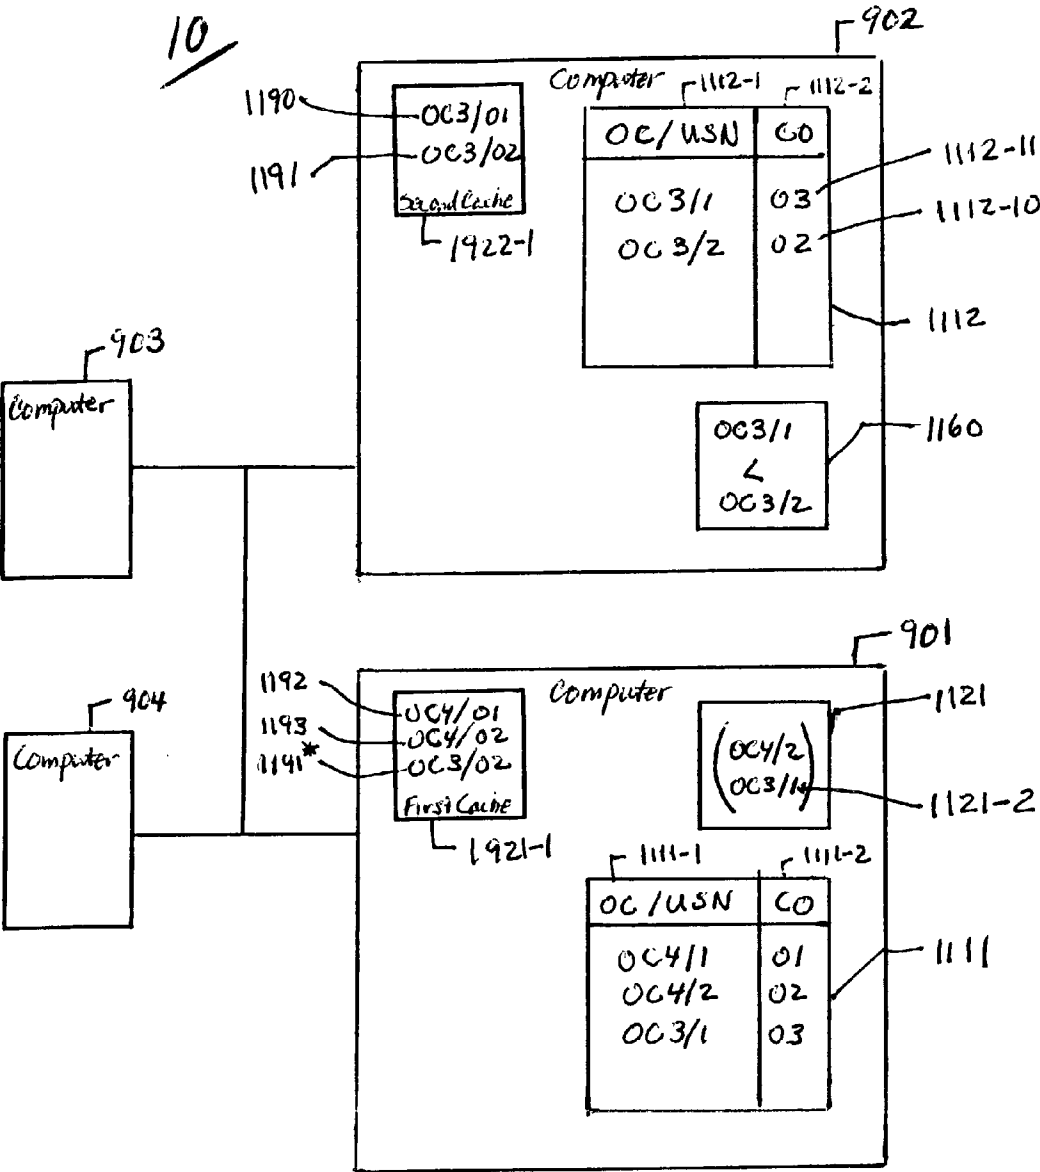 10
902
Computer
1112-1
1112-2
1190
OC3/01
OC/USN
CO
1191
OC3/02
1112-11
Second Cache
OC3/1
03
1112-10
1922-1
OC3/2
02
1112
903
Computer
OC3/1
<
OC3/2
1160
901
904
Computer
1192
OC4/01
Computer
1121
1193
OC4/02
(OC4/2
1191*
OC3/02
OC3/1)
First Cache
1121-2
1921-1
1111-1
1111-2
OC/USN
CO
OC4/1
01
1111
OC4/2
02
OC3/1
03